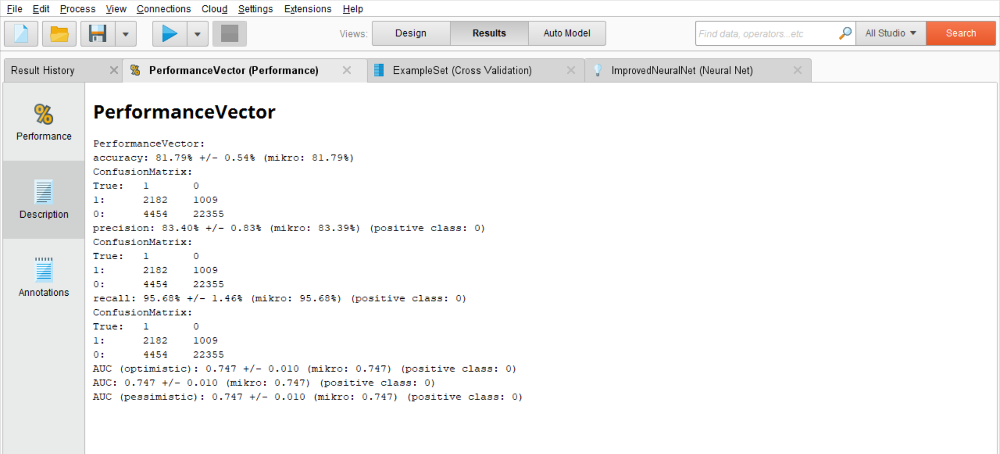 File Edit Process View Connections Cloud Settings Extensions Help
Views: Design Results Auto Model Find data, operators...etc All Studio Search
Result History PerformanceVector (Performance) ExampleSet (Cross Validation) ImprovedNeuralNet (Neural Net)
Performance
Description
Annotations
PerformanceVector
PerformanceVector:
accuracy: 81.79% +/- 0.54% (mikro: 81.79%)
ConfusionMatrix:
True: 1 0
1: 2182 1009
0: 4454 22355
precision: 83.40% +/- 0.83% (mikro: 83.39%) (positive class: 0)
ConfusionMatrix:
True: 1 0
1: 2182 1009
0: 4454 22355
recall: 95.68% +/- 1.46% (mikro: 95.68%) (positive class: 0)
ConfusionMatrix:
True: 1 0
1: 2182 1009
0: 4454 22355
AUC (optimistic): 0.747 +/- 0.010 (mikro: 0.747) (positive class: 0)
AUC: 0.747 +/- 0.010 (mikro: 0.747) (positive class: 0)
AUC (pessimistic): 0.747 +/- 0.010 (mikro: 0.747) (positive class: 0)